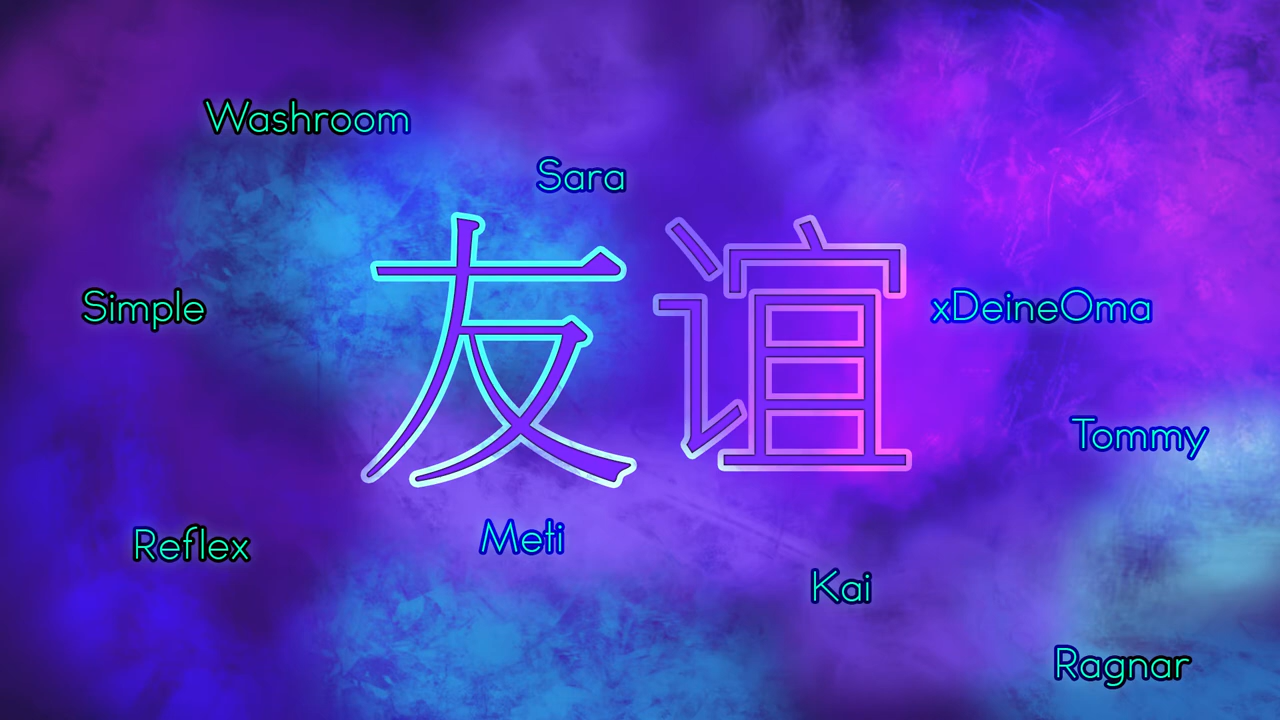 Washroom
Sara
友谊
Simple
xDeineOma
Tommy
Reflex
Meti
Kai
Ragnar